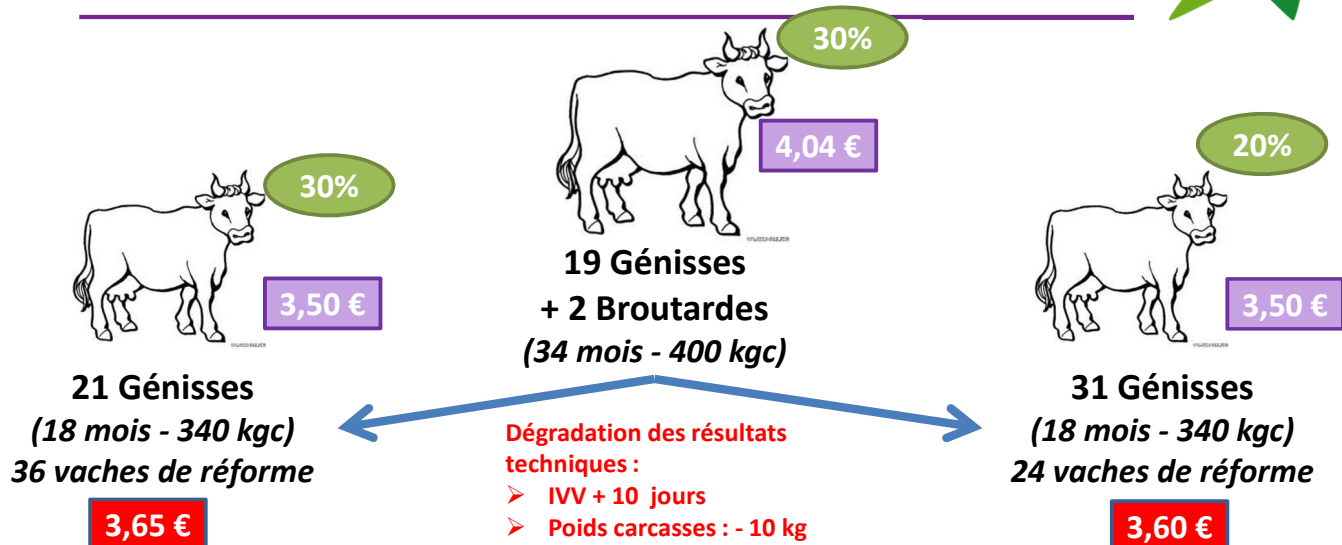 30%
4,04 €
19 Génisses
+ 2 Broutardes
(34 mois - 400 kgc)
30%
3,50 €
21 Génisses
(18 mois - 340 kgc)
36 vaches de réforme
3,65 €
Dégradation des résultats
techniques :
➢ IVV + 10 jours
➢ Poids carcasses : - 10 kg
20%
3,50 €
31 Génisses
(18 mois - 340 kgc)
24 vaches de réforme
3,60 €